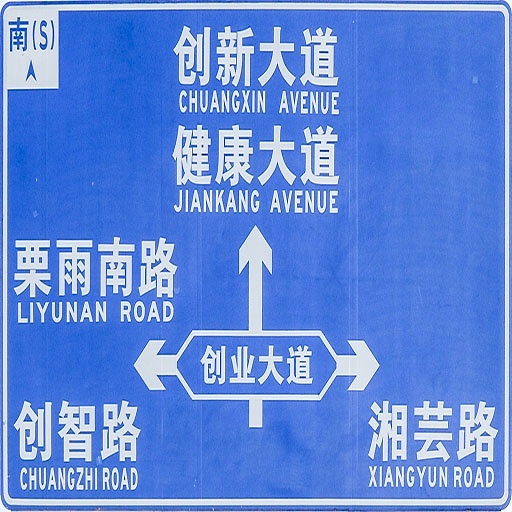 南(S)
创新大道
CHUANGXIN AVENUE
健康大道
JIANKANG AVENUE
栗雨南路
LIYUNAN ROAD
创业大道
创智路
CHUANGZHI ROAD
湘芸路
XIANGYUN ROAD